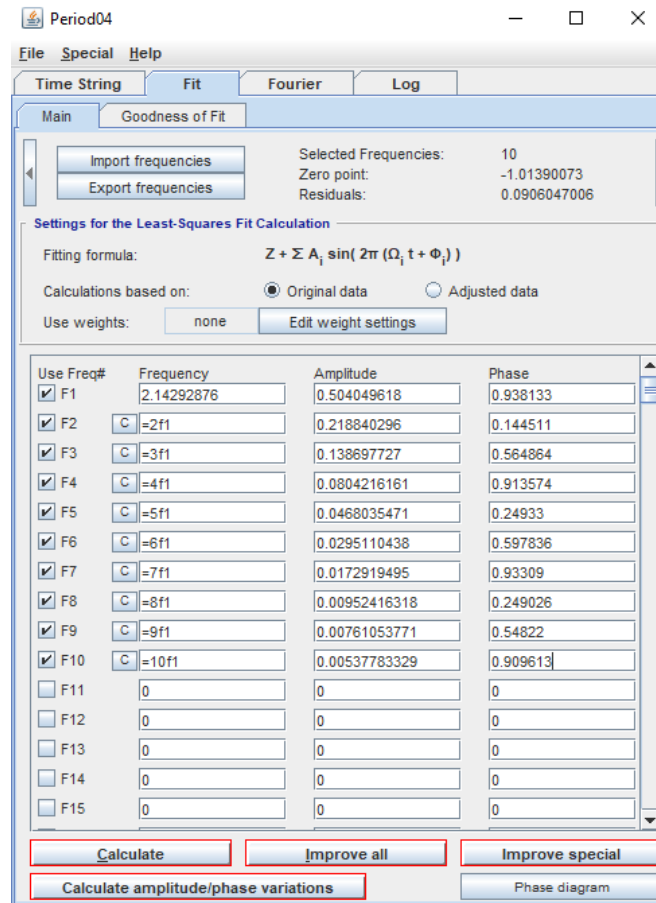 Period04
File Special Help
Time String Fit Fourier Log
Main Goodness of Fit
Import frequencies
Export frequencies
Selected Frequencies: 10
Zero point: -1.01390073
Residuals: 0.0906047006
Settings for the Least-Squares Fit Calculation
Fitting formula: Z + Σ Aᵢ sin( 2π (Ωᵢ t + Φᵢ) )
Calculations based on: Original data Adjusted data
Use weights: none Edit weight settings
Use Freq# Frequency Amplitude Phase
F1 2.14292876 0.504049618 0.938133
F2 C =2f1 0.218840296 0.144511
F3 C =3f1 0.138697727 0.564864
F4 C =4f1 0.0804216161 0.913574
F5 C =5f1 0.0468035471 0.24933
F6 C =6f1 0.0295110438 0.597836
F7 C =7f1 0.0172919495 0.93309
F8 C =8f1 0.00952416318 0.249026
F9 C =9f1 0.00761053771 0.54822
F10 C =10f1 0.00537783329 0.909613
F11 0 0 0
F12 0 0 0
F13 0 0 0
F14 0 0 0
F15 0 0 0
Calculate Improve all Improve special
Calculate amplitude/phase variations Phase diagram